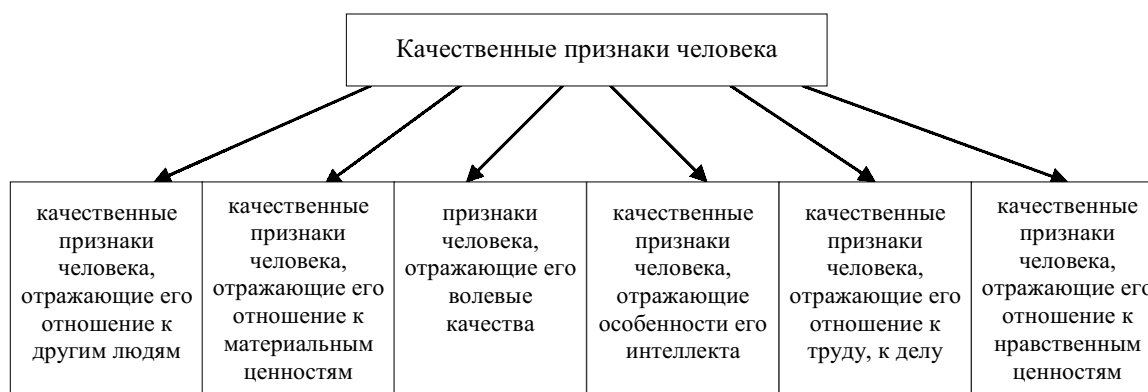 Качественные признаки человека
качественные
признаки
человека,
отражающие его
отношение к
другим людям
качественные
признаки
человека,
отражающие его
отношение к
материальным
ценностям
признаки
человека,
отражающие его
волевые
качества
качественные
признаки
человека,
отражающие
особенности его
интеллекта
качественные
признаки
человека,
отражающие его
отношение к
труду, к делу
качественные
признаки
человека,
отражающие его
отношение к
нравственным
ценностям